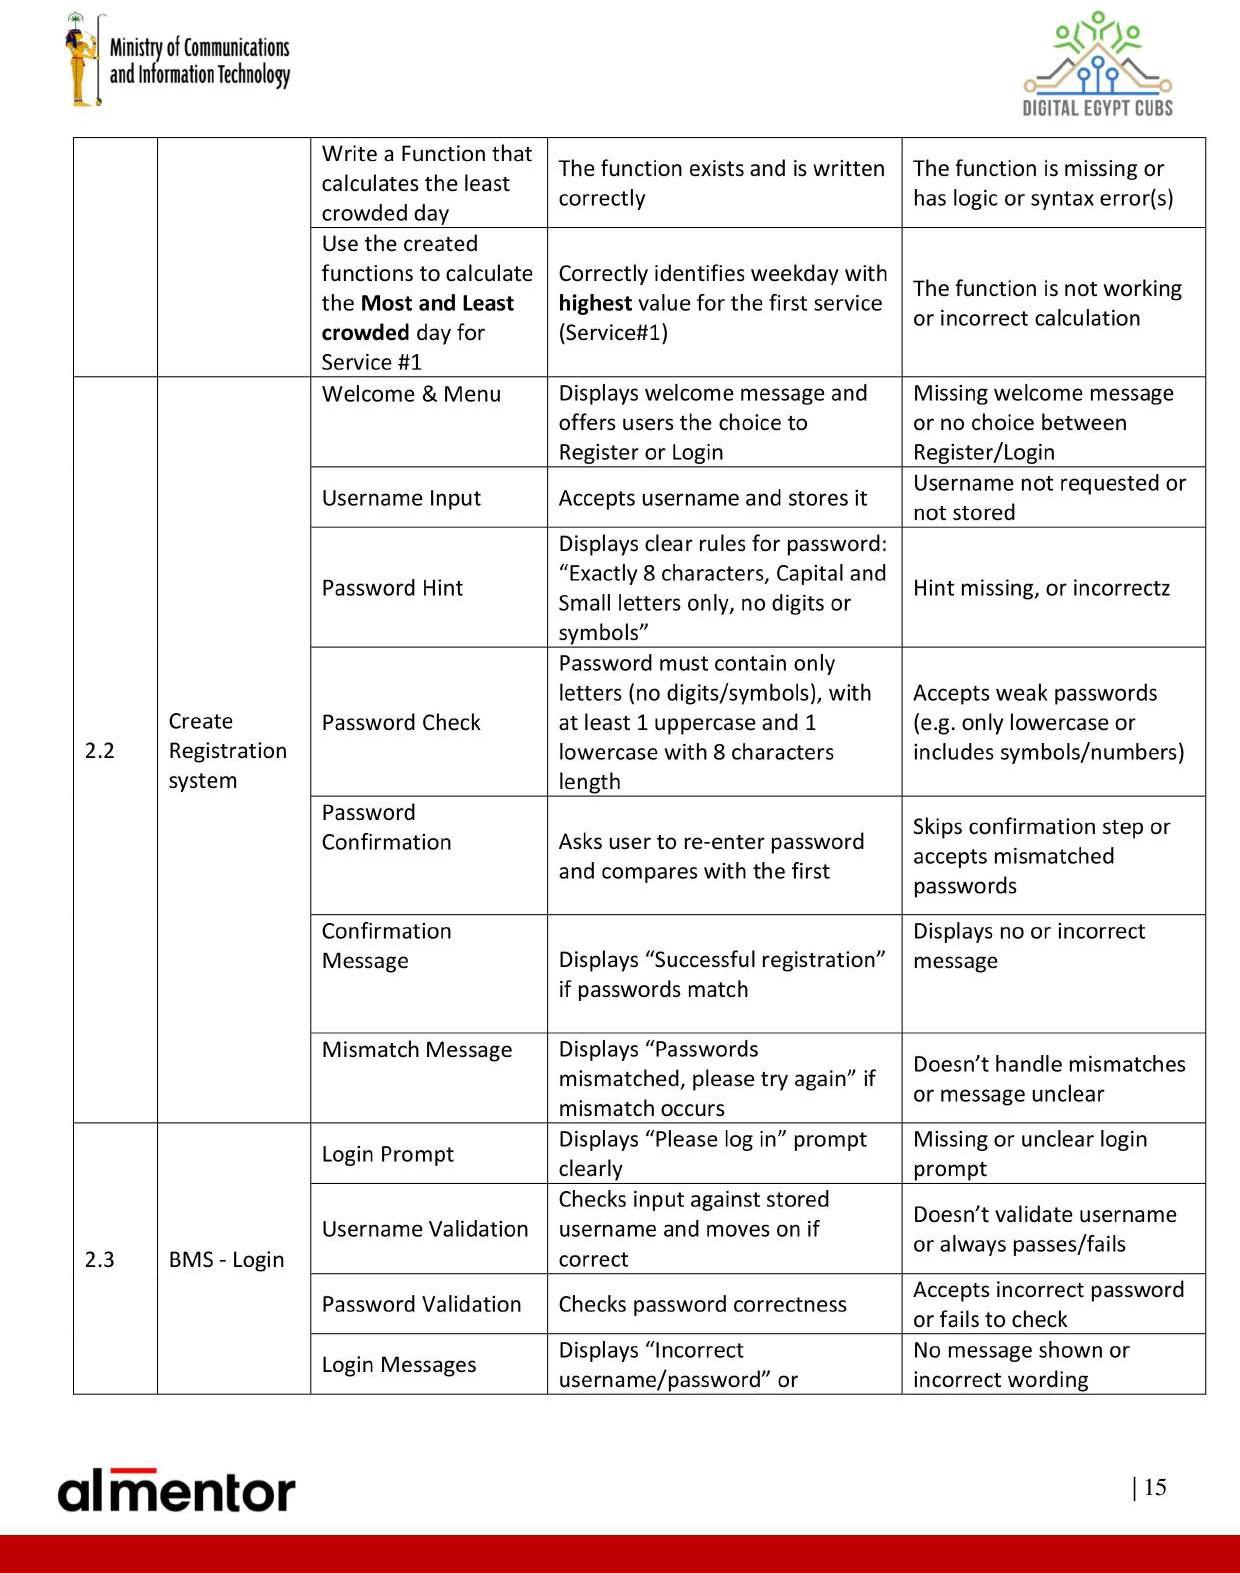 Ministry of Communications
and Information Technology
DIGITAL EGYPT CUBS
Write a Function that
calculates the least
crowded day
The function exists and is written
correctly
The function is missing or
has logic or syntax error(s)
Use the created
functions to calculate
the Most and Least
crowded day for
Service #1
Correctly identifies weekday with
highest value for the first service
(Service#1)
The function is not working
or incorrect calculation
2.2
Create
Registration
system
Welcome & Menu
Displays welcome message and
offers users the choice to
Register or Login
Missing welcome message
or no choice between
Register/Login
Username Input
Accepts username and stores it
Username not requested or
not stored
Password Hint
Displays clear rules for password:
“Exactly 8 characters, Capital and
Small letters only, no digits or
symbols”
Hint missing, or incorrectz
Password Check
Password must contain only
letters (no digits/symbols), with
at least 1 uppercase and 1
lowercase with 8 characters
length
Accepts weak passwords
(e.g. only lowercase or
includes symbols/numbers)
Password
Confirmation
Asks user to re-enter password
and compares with the first
Skips confirmation step or
accepts mismatched
passwords
Confirmation
Message
Displays “Successful registration”
if passwords match
Displays no or incorrect
message
Mismatch Message
Displays “Passwords
mismatched, please try again” if
mismatch occurs
Doesn’t handle mismatches
or message unclear
2.3
BMS - Login
Login Prompt
Displays “Please log in” prompt
clearly
Missing or unclear login
prompt
Username Validation
Checks input against stored
username and moves on if
correct
Doesn’t validate username
or always passes/fails
Password Validation
Checks password correctness
Accepts incorrect password
or fails to check
Login Messages
Displays “Incorrect
username/password” or
No message shown or
incorrect wording
almentor
| 15